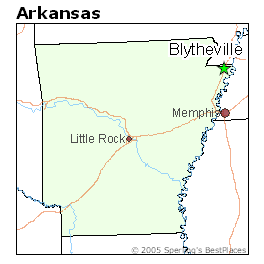 Arkansas
Blytheville
Memphis
Little Rock
© 2005 Sperling's BestPlaces